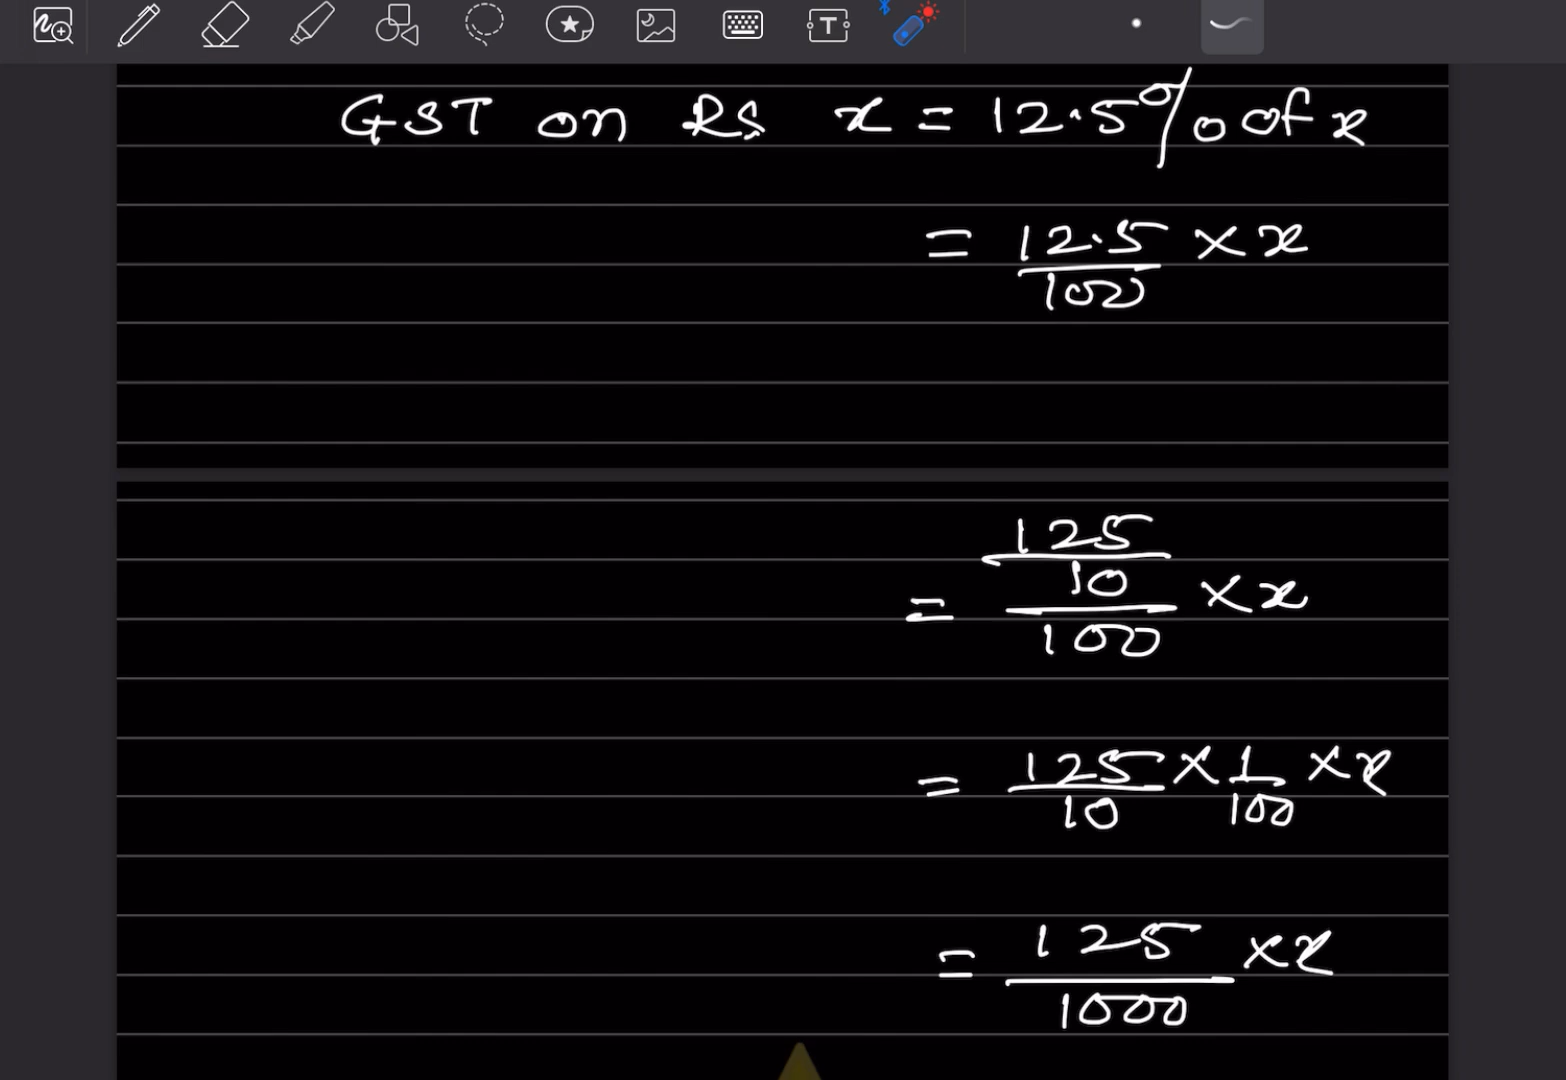 GST on Rs x = 12.5% of x
= 12.5/100 × x
= 125/10/100 × x
= 125/10 × 1/100 × x
= 125/1000 × x